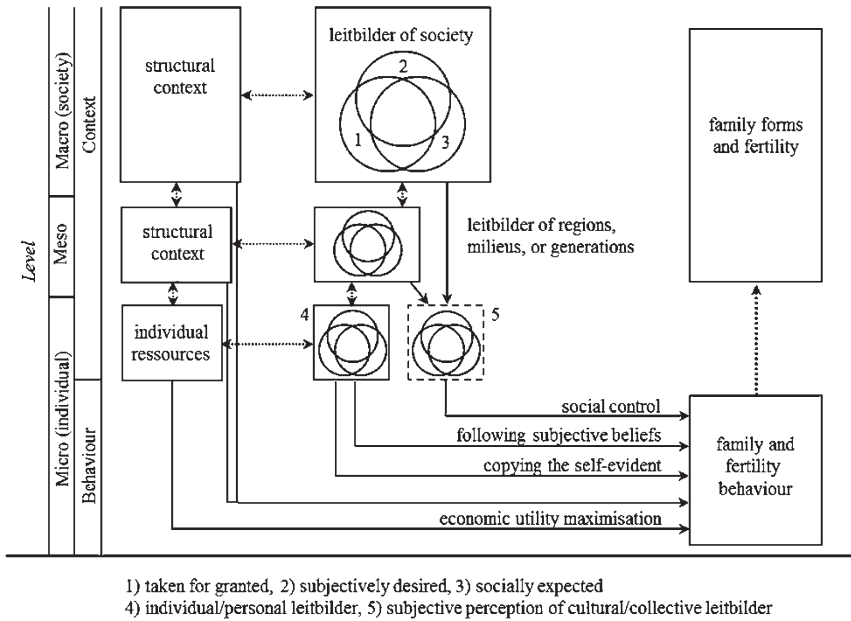 Level
Macro (society)
Meso
Micro (individual)
Context
Behaviour
structural
context
leitbilder of society
1
2
3
family forms
and fertility
structural
context
leitbilder of regions,
milieus, or generations
individual
ressources
4
5
social control
following subjective beliefs
copying the self-evident
economic utility maximisation
family and
fertility
behaviour
1) taken for granted, 2) subjectively desired, 3) socially expected
4) individual/personal leitbilder, 5) subjective perception of cultural/collective leitbilder